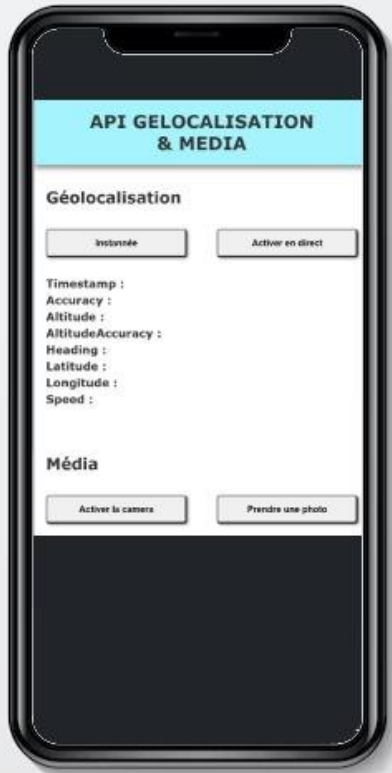 API GELOCALISATION
& MEDIA
Géolocalisation
Instannée
Activer en direct
Timestamp :
Accuracy :
Altitude :
AltitudeAccuracy :
Heading :
Latitude :
Longitude :
Speed :
Média
Activer la camera
Prendre une photo